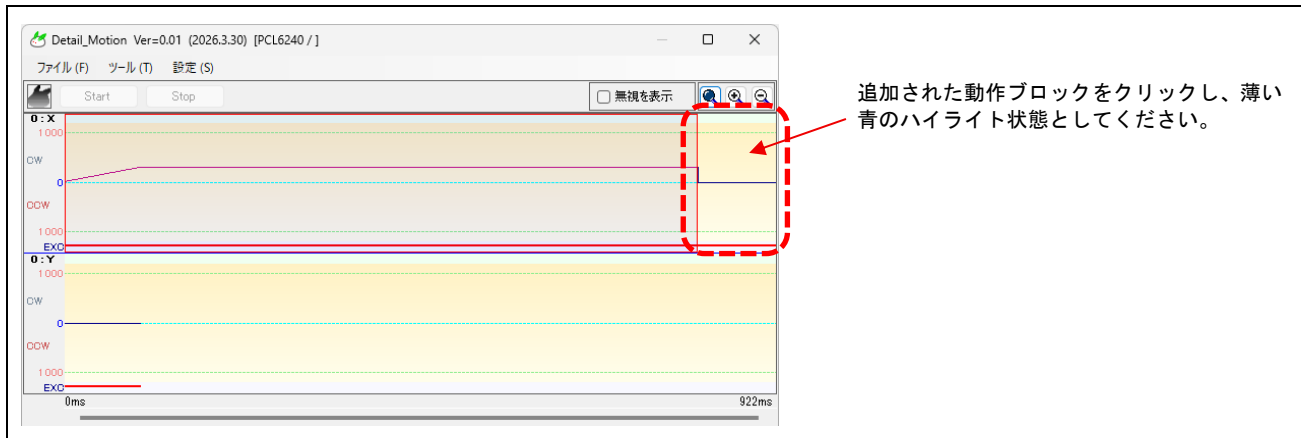 Detail_Motion Ver=0.01 (2026.3.30) [PCL6240 / ]
ファイル (F) ツール (T) 設定 (S)
Start Stop 無視を表示
追加された動作ブロックをクリックし、薄い
青のハイライト状態としてください。
0:X
1000
CW
0
CCW
1000
EXC
0:Y
1000
CW
0
CCW
1000
EXC
0ms 922ms